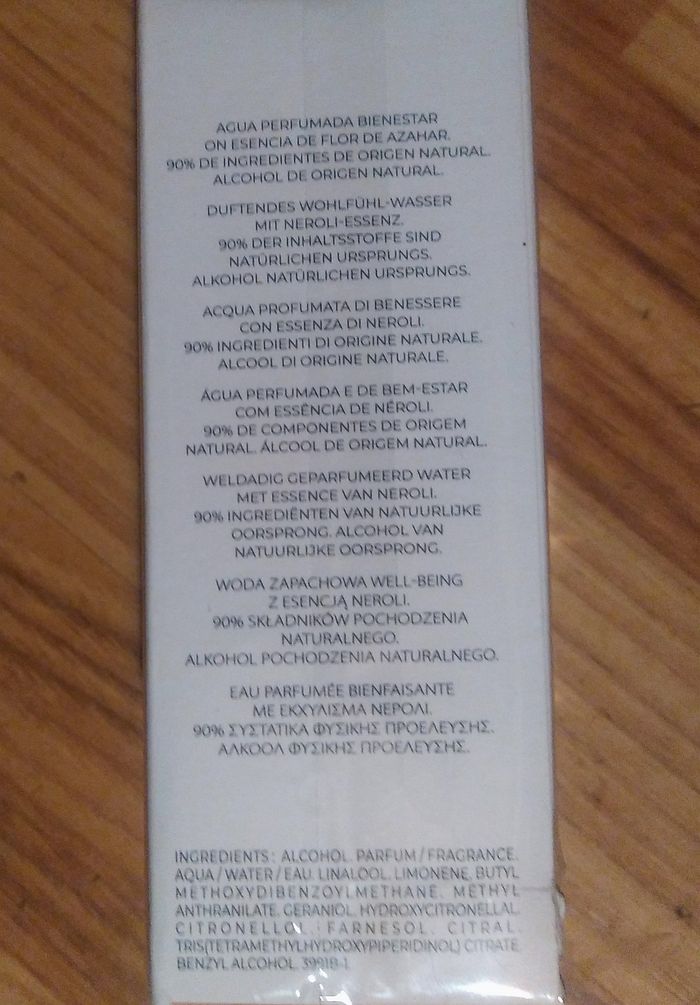 AGUA PERFUMADA BIENESTAR
ON ESENCIA DE FLOR DE AZAHAR.
90% DE INGREDIENTES DE ORIGEN NATURAL.
ALCOHOL DE ORIGEN NATURAL.
DUFTENDES WOHLFÜHL-WASSER
MIT NEROLI-ESSENZ.
90% DER INHALTSSTOFFE SIND
NATÜRLICHEN URSPRUNGS.
ALKOHOL NATÜRLICHEN URSPRUNGS.
ACQUA PROFUMATA DI BENESSERE
CON ESSENZA DI NEROLI.
90% INGREDIENTI DI ORIGINE NATURALE.
ALCOOL DI ORIGINE NATURALE.
ÁGUA PERFUMADA E DE BEM-ESTAR
COM ESSÊNCIA DE NÉROLI.
90% DE COMPONENTES DE ORIGEM
NATURAL. ÁLCOOL DE ORIGEM NATURAL.
WELDADIG GEPARFUMEERD WATER
MET ESSENCE VAN NEROLI.
90% INGREDIËNTEN VAN NATUURLIJKE
OORSPRONG. ALCOHOL VAN
NATUURLIJKE OORSPRONG.
WODA ZAPACHOWA WELL-BEING
Z ESENCJĄ NEROLI.
90% SKŁADNIKÓW POCHODZENIA
NATURALNEGO.
ALKOHOL POCHODZENIA NATURALNEGO.
EAU PARFUMÉE BIENFAISANTE
ΜΕ ΕΚΧΥΛΙΣΜΑ ΝΕΡΟΛΙ.
90% ΣΥΣΤΑΤΙΚΑ ΦΥΣΙΚΗΣ ΠΡΟΕΛΕΥΣΗΣ.
ΑΛΚΟΟΛ ΦΥΣΙΚΗΣ ΠΡΟΕΛΕΥΣΗΣ.
INGREDIENTS: ALCOHOL. PARFUM/FRAGRANCE.
AQUA/WATER/EAU. LINALOOL. LIMONENE. BUTYL
METHOXYDIBENZOYLMETHANE. METHYL
ANTHRANILATE. GERANIOL. HYDROXYCITRONELLAL.
CITRONELLOL. FARNESOL. CITRAL.
TRIS(TETRAMETHYLHYDROXYPIPERIDINOL) CITRATE.
BENZYL ALCOHOL. 39918-1.